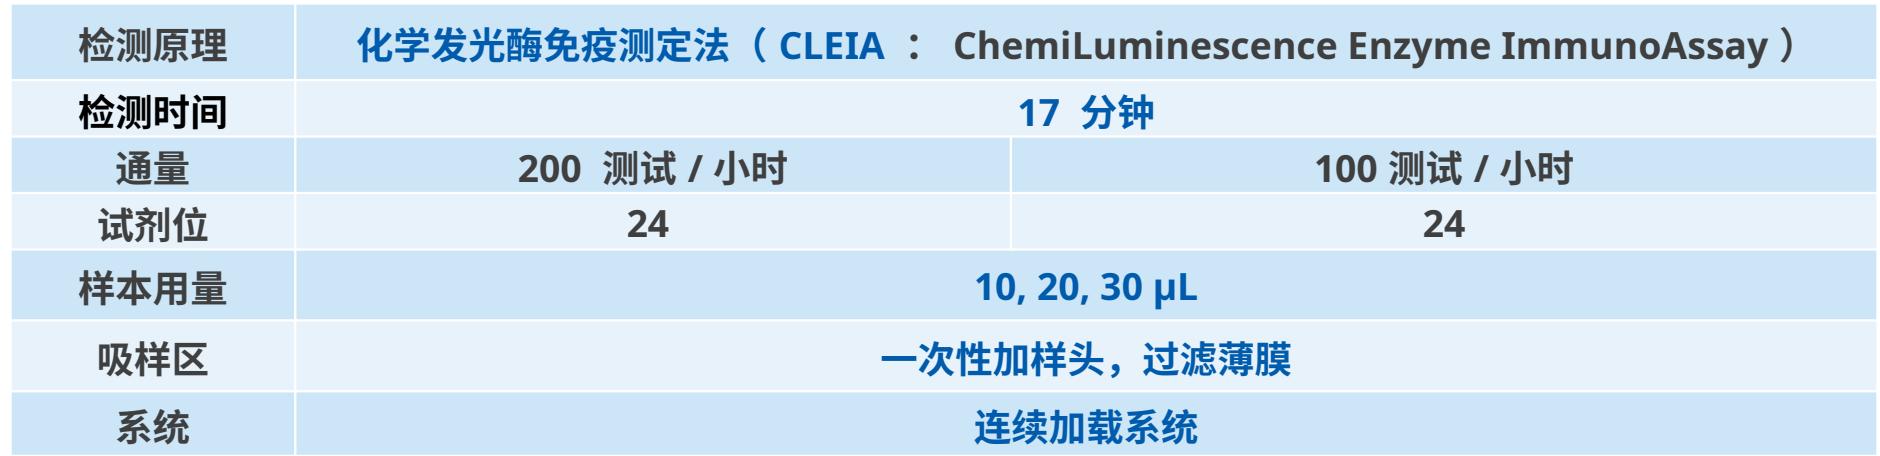 检测原理 化学发光酶免疫测定法（ CLEIA ： ChemiLuminescence Enzyme ImmunoAssay ）
检测时间 17 分钟
通量 200 测试 / 小时 100 测试 / 小时
试剂位 24 24
样本用量 10, 20, 30 μL
吸样区 一次性加样头，过滤薄膜
系统 连续加载系统